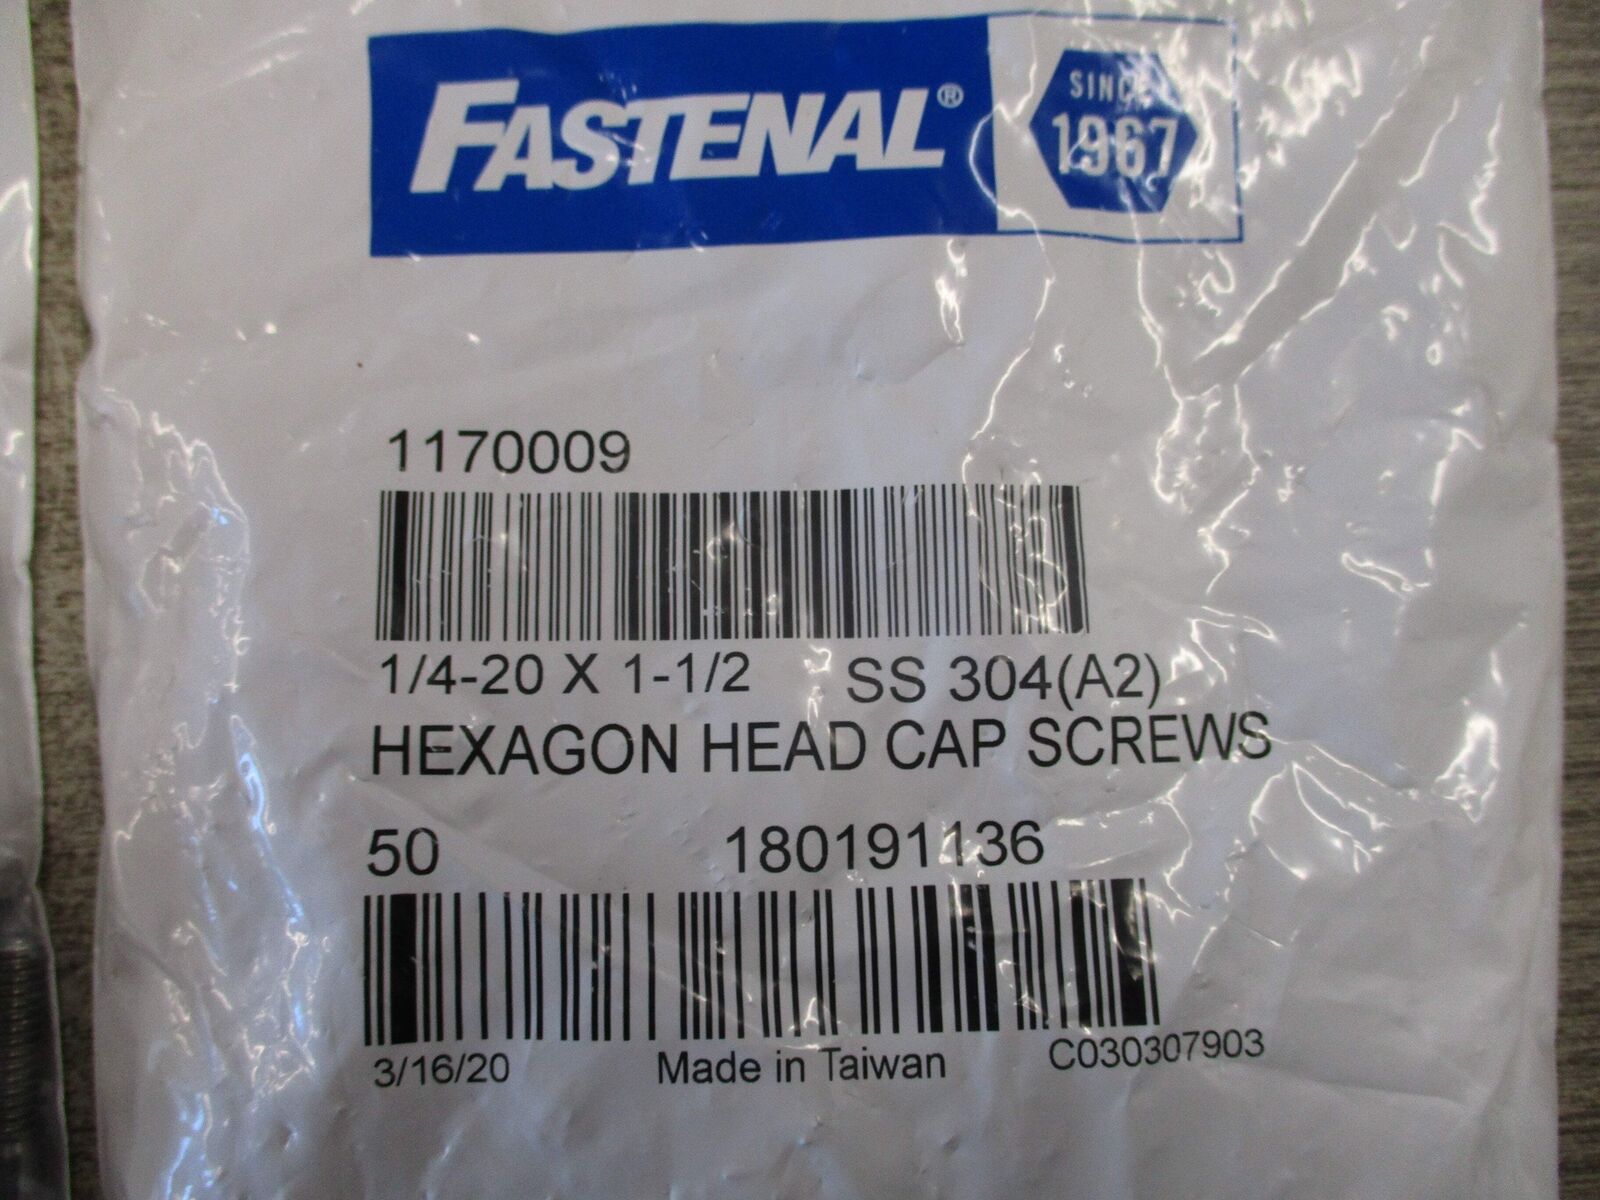 FASTENAL®
SINCE
1967
1170009
1/4-20 X 1-1/2 SS 304(A2)
HEXAGON HEAD CAP SCREWS
50 180191136
3/16/20 Made in Taiwan C030307903